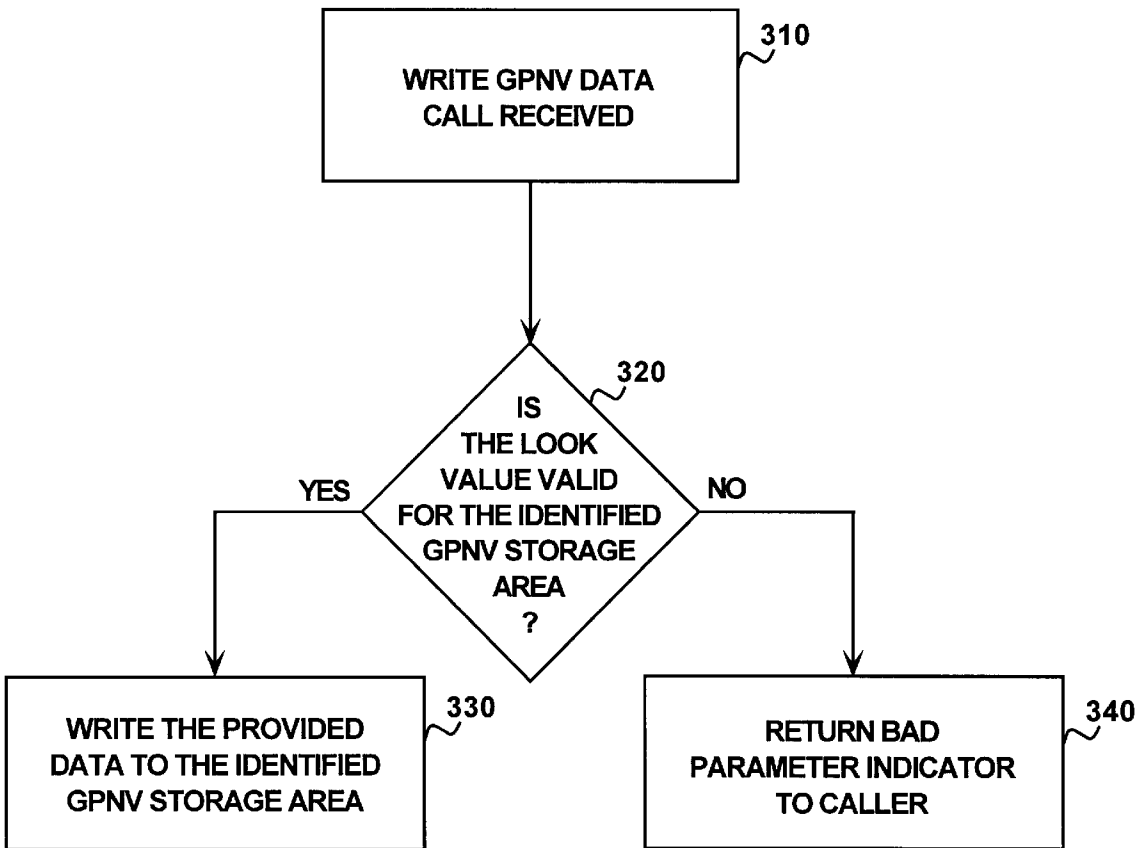 310
WRITE GPNV DATA
CALL RECEIVED
320
IS
THE LOOK
VALUE VALID
FOR THE IDENTIFIED
GPNV STORAGE
AREA
?
YES
NO
330
WRITE THE PROVIDED
DATA TO THE IDENTIFIED
GPNV STORAGE AREA
340
RETURN BAD
PARAMETER INDICATOR
TO CALLER